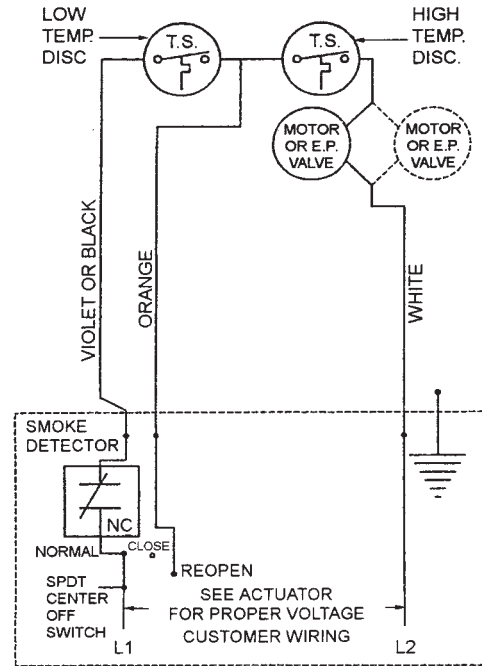 LOW
TEMP.
DISC
T.S.
T.S.
HIGH
TEMP.
DISC.
MOTOR
OR E.P.
VALVE
MOTOR
OR E.P.
VALVE
VIOLET OR BLACK
ORANGE
WHITE
SMOKE
DETECTOR
NC
NORMAL
CLOSE
REOPEN
SPDT
CENTER
OFF
SWITCH
SEE ACTUATOR
FOR PROPER VOLTAGE
CUSTOMER WIRING
L1
L2